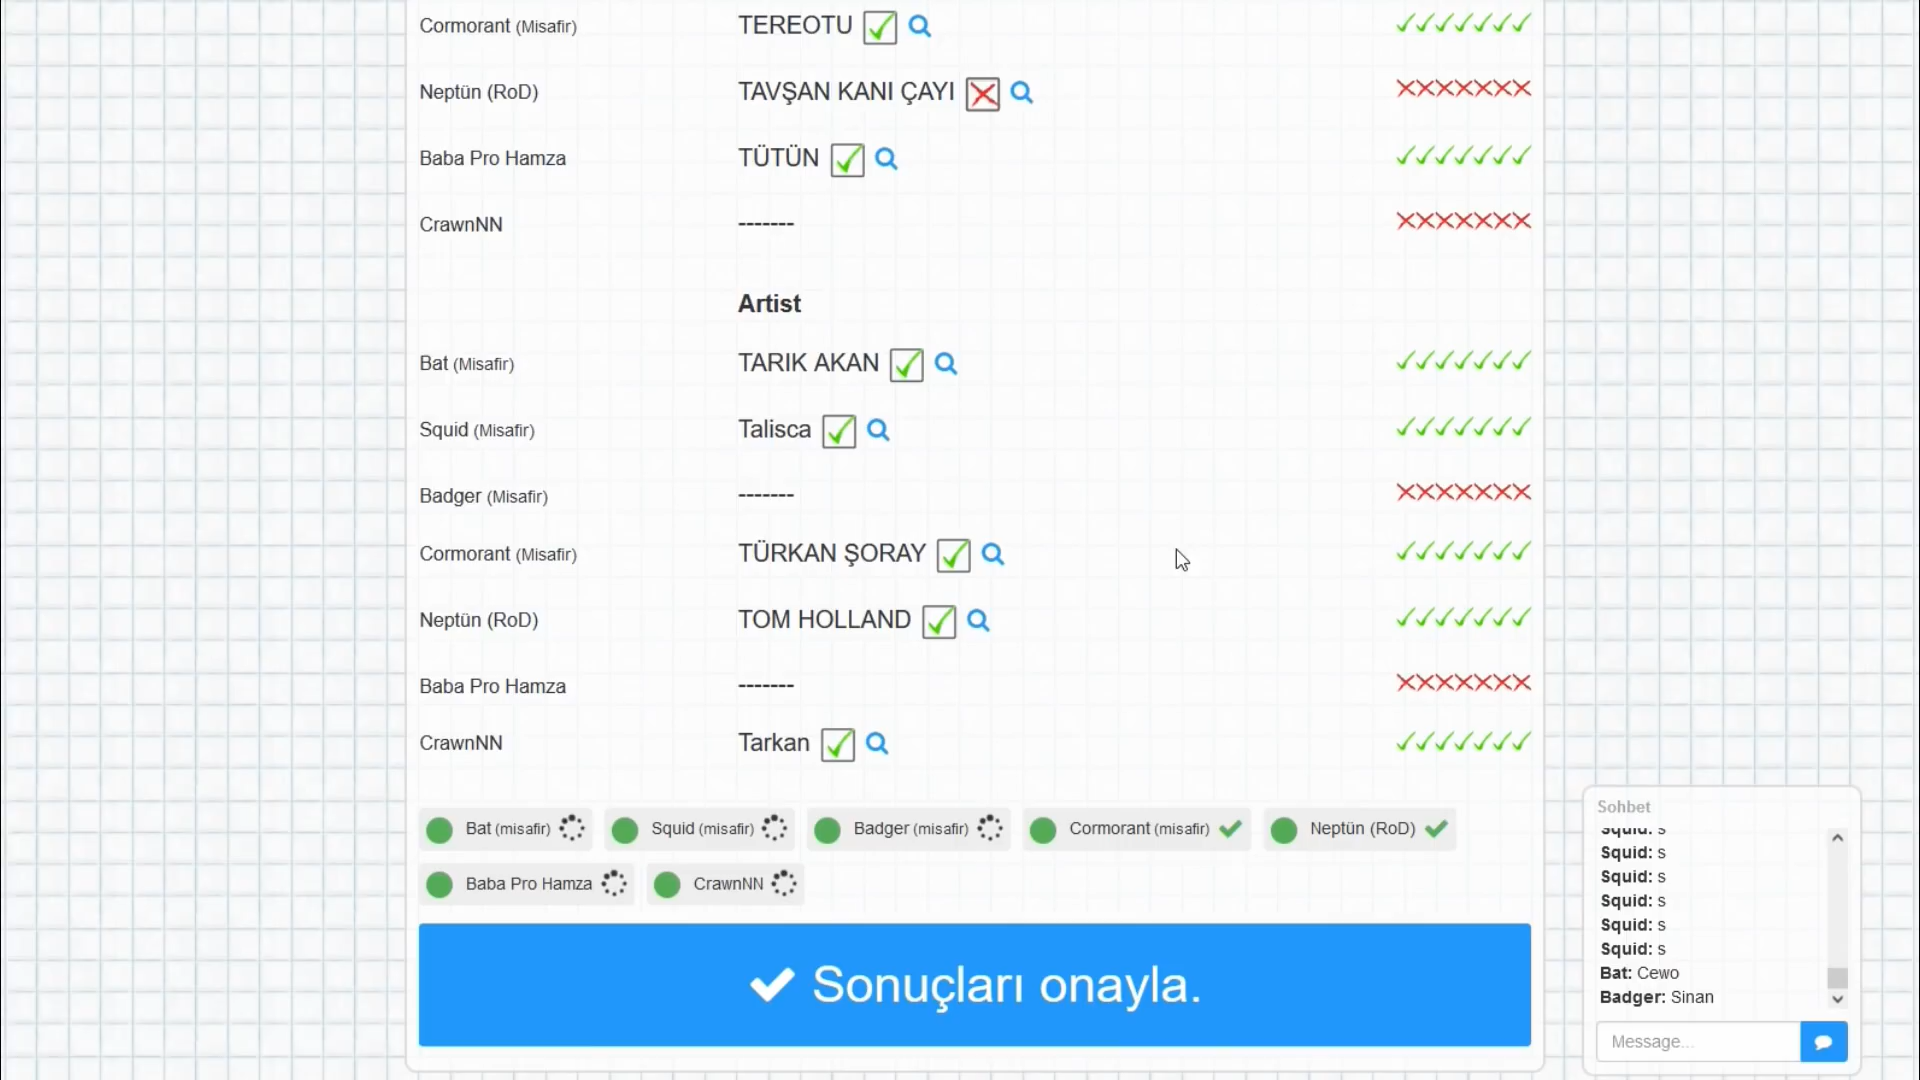 Cormorant (Misafir) TEREOTU
Neptün (RoD) TAVŞAN KANI ÇAYI
Baba Pro Hamza TÜTÜN
CrawnNN -------
Artist
Bat (Misafir) TARIK AKAN
Squid (Misafir) Talisca
Badger (Misafir) -------
Cormorant (Misafir) TÜRKAN ŞORAY
Neptün (RoD) TOM HOLLAND
Baba Pro Hamza -------
CrawnNN Tarkan
Bat (misafir) Squid (misafir) Badger (misafir) Cormorant (misafir) Neptün (RoD)
Baba Pro Hamza CrawnNN
Sonuçları onayla.
Sohbet
Squid: s
Squid: s
Squid: s
Squid: s
Squid: s
Squid: s
Bat: Cewo
Badger: Sinan
Message...